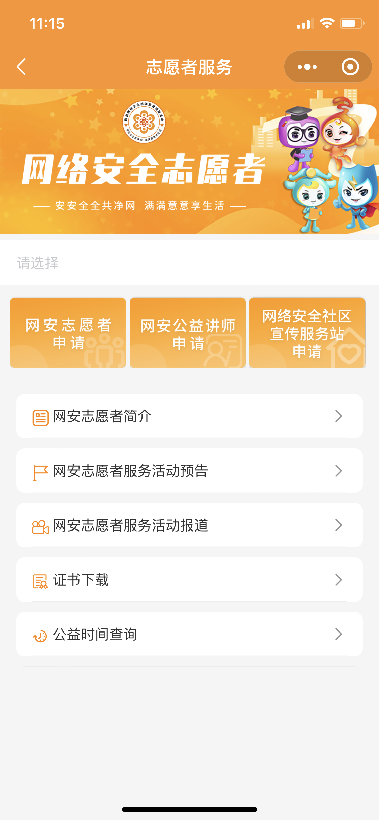 11:15
志愿者服务
网络安全志愿者
安安全全共净网 满满意意享生活
请选择
网安志愿者
申请
网安公益讲师
申请
网络安全社区
宣传服务站
申请
网安志愿者简介
网安志愿者服务活动预告
网安志愿者服务活动报道
证书下载
公益时间查询